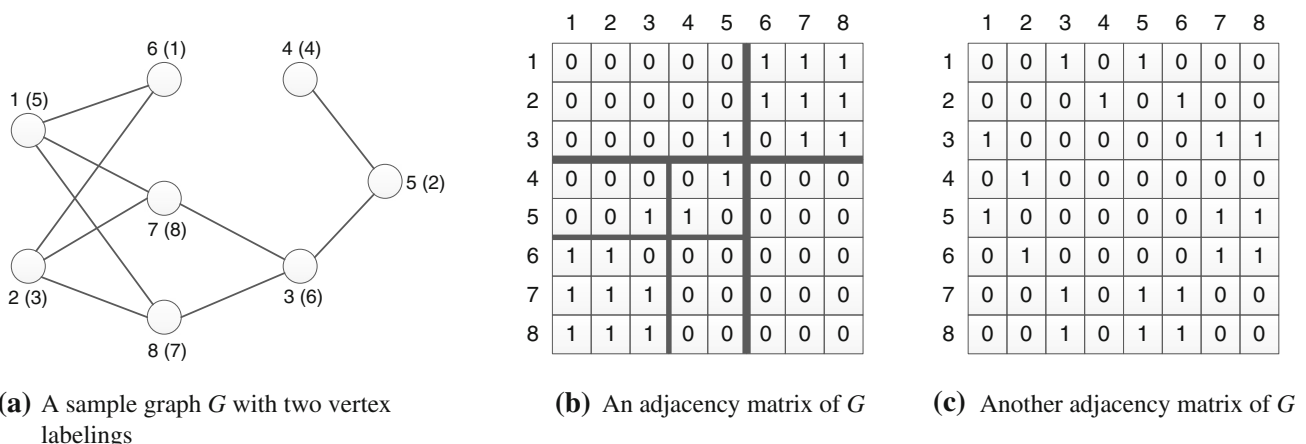 6 (1)
4 (4)
1 (5)
5 (2)
7 (8)
2 (3)
3 (6)
8 (7)
1 2 3 4 5 6 7 8
1 0 0 0 0 0 1 1 1
2 0 0 0 0 0 1 1 1
3 0 0 0 0 1 0 1 1
4 0 0 0 0 1 0 0 0
5 0 0 1 1 0 0 0 0
6 1 1 0 0 0 0 0 0
7 1 1 1 0 0 0 0 0
8 1 1 1 0 0 0 0 0
1 2 3 4 5 6 7 8
1 0 0 1 0 1 0 0 0
2 0 0 0 1 0 1 0 0
3 1 0 0 0 0 0 1 1
4 0 1 0 0 0 0 0 0
5 1 0 0 0 0 0 1 1
6 0 1 0 0 0 0 1 1
7 0 0 1 0 1 1 0 0
8 0 0 1 0 1 1 0 0
(a) A sample graph G with two vertex
labelings
(b) An adjacency matrix of G
(c) Another adjacency matrix of G